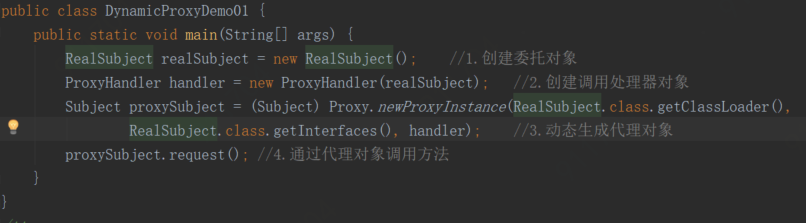 public class DynamicProxyDemo01 {
public static void main(String[] args) {
RealSubject realSubject = new RealSubject(); //1.创建委托对象
ProxyHandler handler = new ProxyHandler(realSubject); //2.创建调用处理器对象
Subject proxySubject = (Subject) Proxy.newProxyInstance(RealSubject.class.getClassLoader(),
RealSubject.class.getInterfaces(), handler); //3.动态生成代理对象
proxySubject.request(); //4.通过代理对象调用方法
}
}